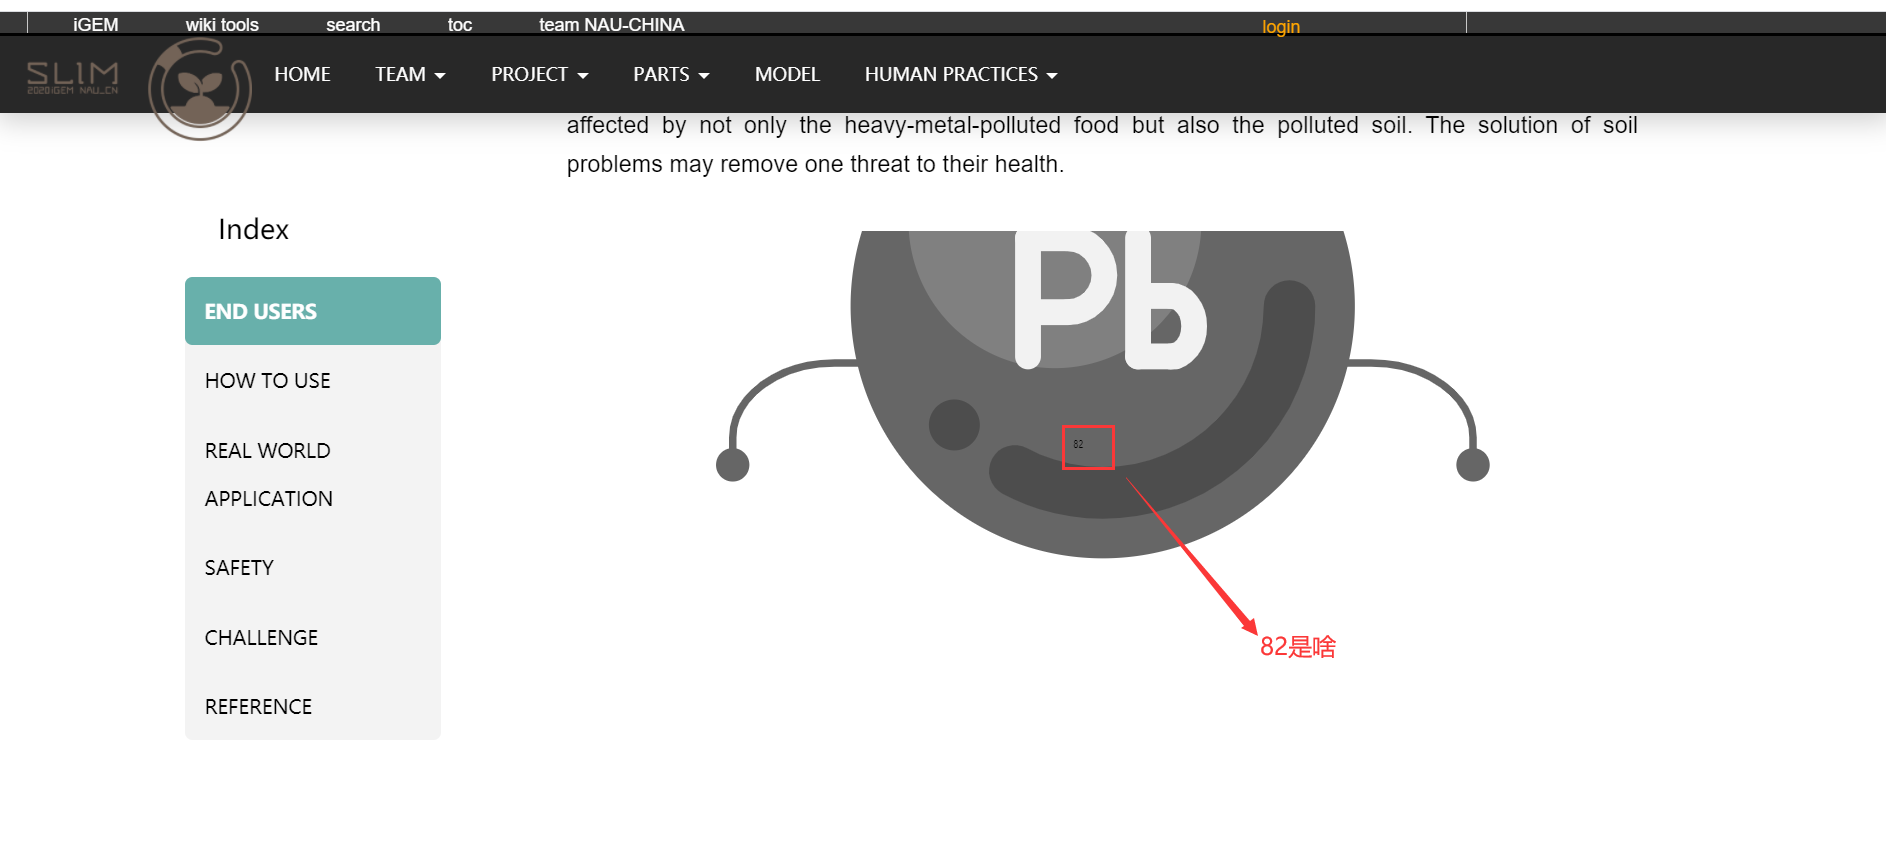 iGEM wiki tools search toc team NAU-CHINA login
SLIM
2020iGEM NAU_CN
HOME TEAM PROJECT PARTS MODEL HUMAN PRACTICES
affected by not only the heavy-metal-polluted food but also the polluted soil. The solution of soil
problems may remove one threat to their health.
Index
END USERS
HOW TO USE
REAL WORLD
APPLICATION
SAFETY
CHALLENGE
REFERENCE
Pb
82
82是啥